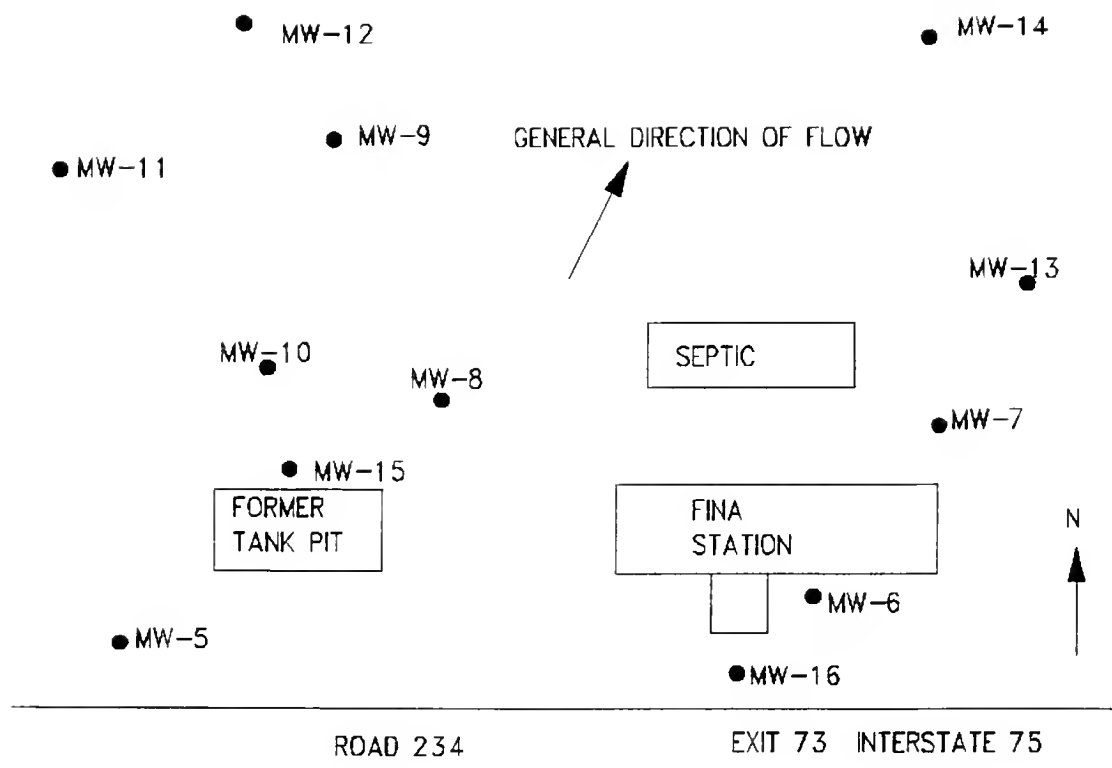 MW-12
MW-14
MW-9
GENERAL DIRECTION OF FLOW
MW-11
MW-13
MW-10
SEPTIC
MW-8
MW-7
MW-15
FORMER
TANK PIT
FINA
STATION
N
MW-6
MW-5
MW-16
ROAD 234
EXIT 73 INTERSTATE 75